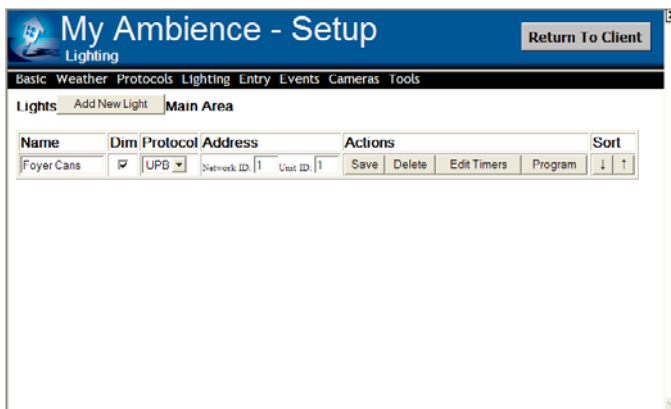 My Ambience - Setup
Lighting
Return To Client
Basic Weather Protocols Lighting Entry Events Cameras Tools
Lights Add New Light Main Area
Name Dim Protocol Address Actions Sort
Foyer Cans UPB Network ID: 1 Unit ID: 1 Save Delete Edit Timers Program ↓ ↑